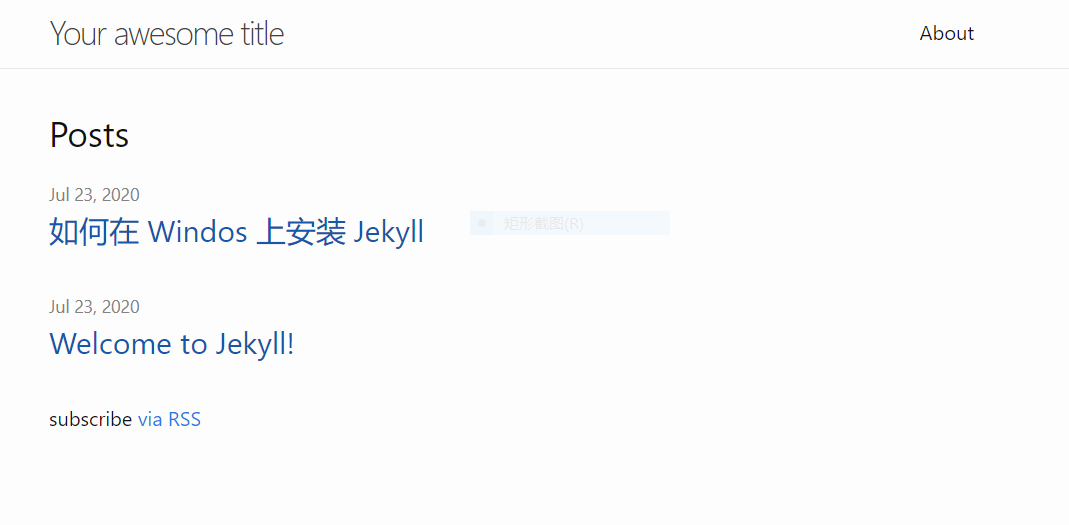 Your awesome title
About
Posts
Jul 23, 2020
如何在 Windos 上安装 Jekyll
矩形截图(R)
Jul 23, 2020
Welcome to Jekyll!
subscribe via RSS